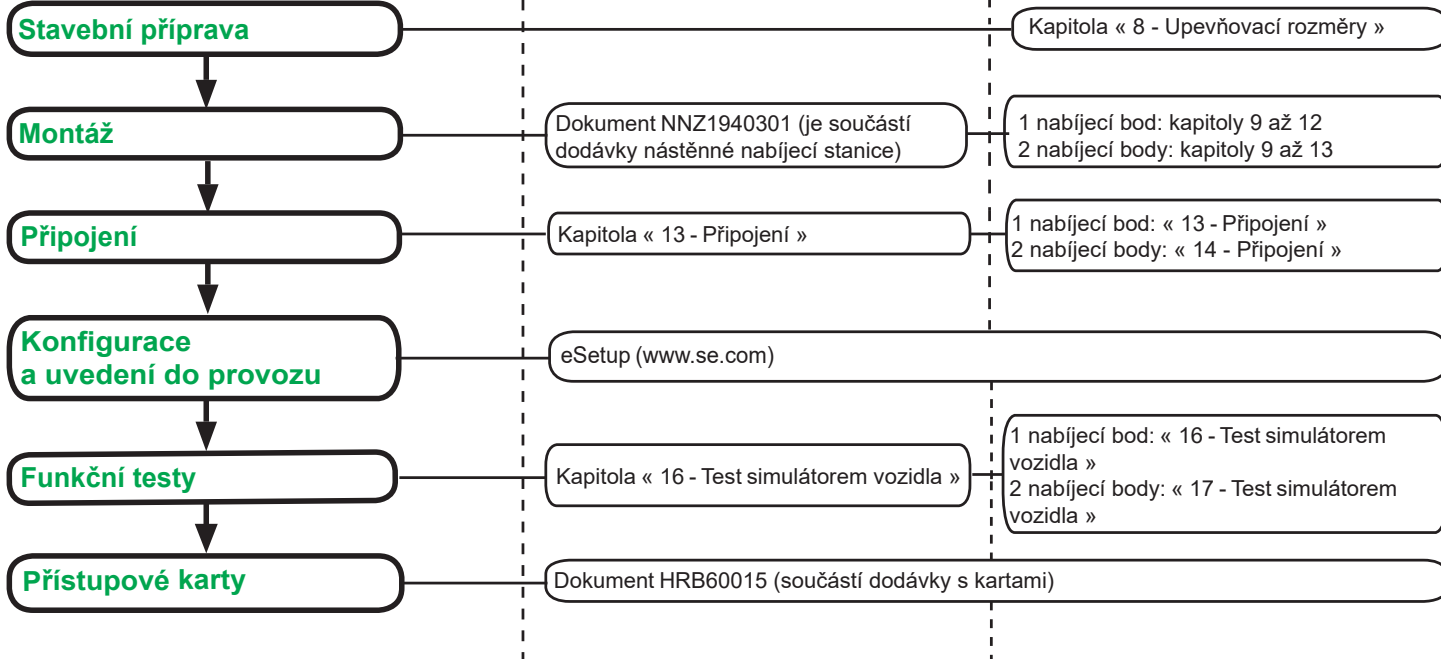 Stavební příprava
Kapitola « 8 - Upevňovací rozměry »
Montáž
Dokument NNZ1940301 (je součástí
dodávky nástěnné nabíjecí stanice)
1 nabíjecí bod: kapitoly 9 až 12
2 nabíjecí body: kapitoly 9 až 13
Připojení
Kapitola « 13 - Připojení »
1 nabíjecí bod: « 13 - Připojení »
2 nabíjecí body: « 14 - Připojení »
Konfigurace
a uvedení do provozu
eSetup (www.se.com)
Funkční testy
Kapitola « 16 - Test simulátorem vozidla »
1 nabíjecí bod: « 16 - Test simulátorem
vozidla »
2 nabíjecí body: « 17 - Test simulátorem
vozidla »
Přístupové karty
Dokument HRB60015 (součástí dodávky s kartami)